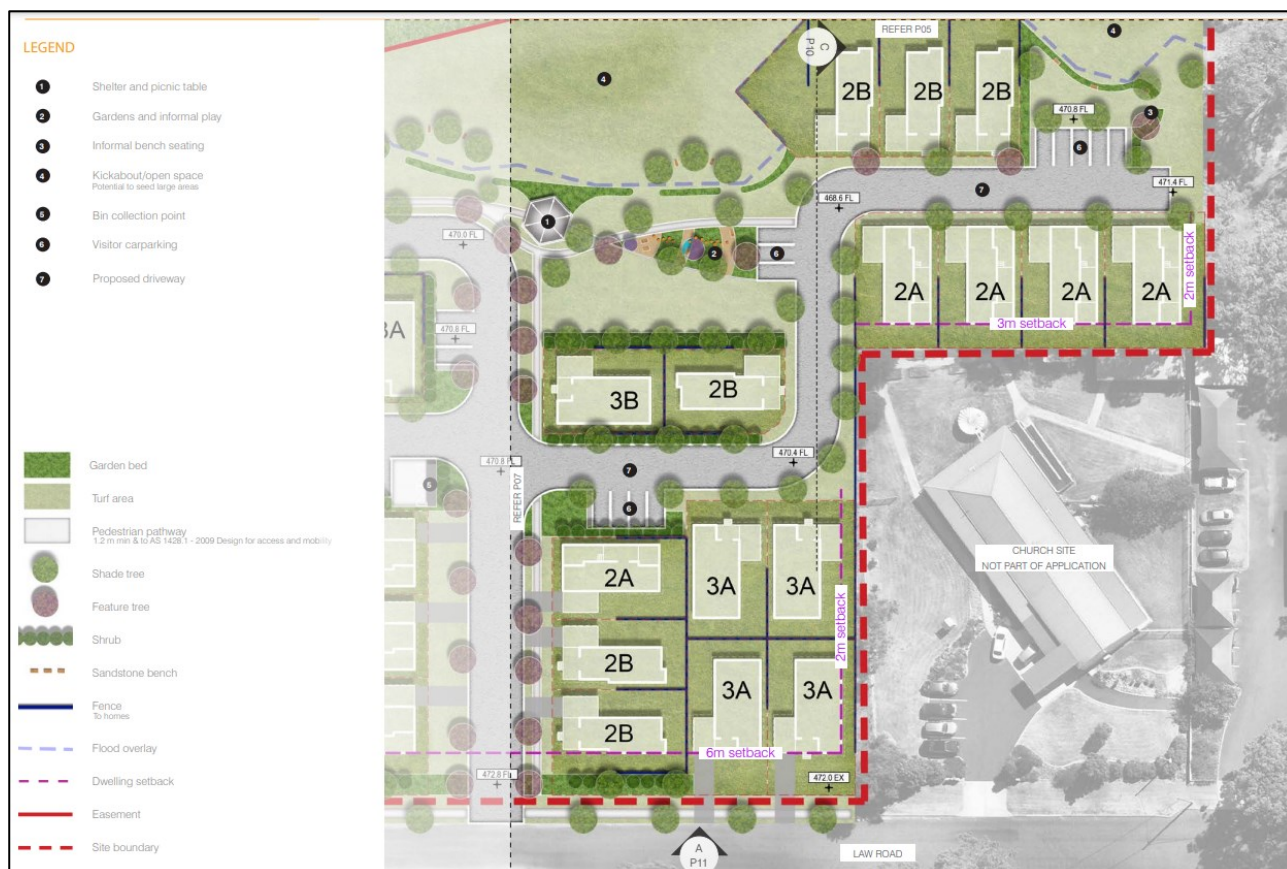 LEGEND
1 Shelter and picnic table
2 Gardens and informal play
3 Informal bench seating
4 Kickabout/open space
Potential to seed large areas
5 Bin collection point
6 Visitor carparking
7 Proposed driveway
Garden bed
Turf area
Pedestrian pathway
1.2 m min & to AS 1428.1 - 2009 Design for access and mobility
Shade tree
Feature tree
Shrub
Sandstone bench
Fence
To homes
Flood overlay
Dwelling setback
Easement
Site boundary
REFER P05
C
P10
4
4
2B
2B
2B
470.8 FL
3
6
7
471.4 FL
468.6 FL
1
470.0 FL
2
6
2A
2A
2A
2A
2m setback
3m setback
470.8 FL
3A
3B
2B
470.8 FL
7
470.4 FL
5
REFER P07
6
2A
3A
3A
2m setback
2B
3A
3A
2B
6m setback
472.8 FL
472.0 EX
CHURCH SITE
NOT PART OF APPLICATION
A
P11
LAW ROAD